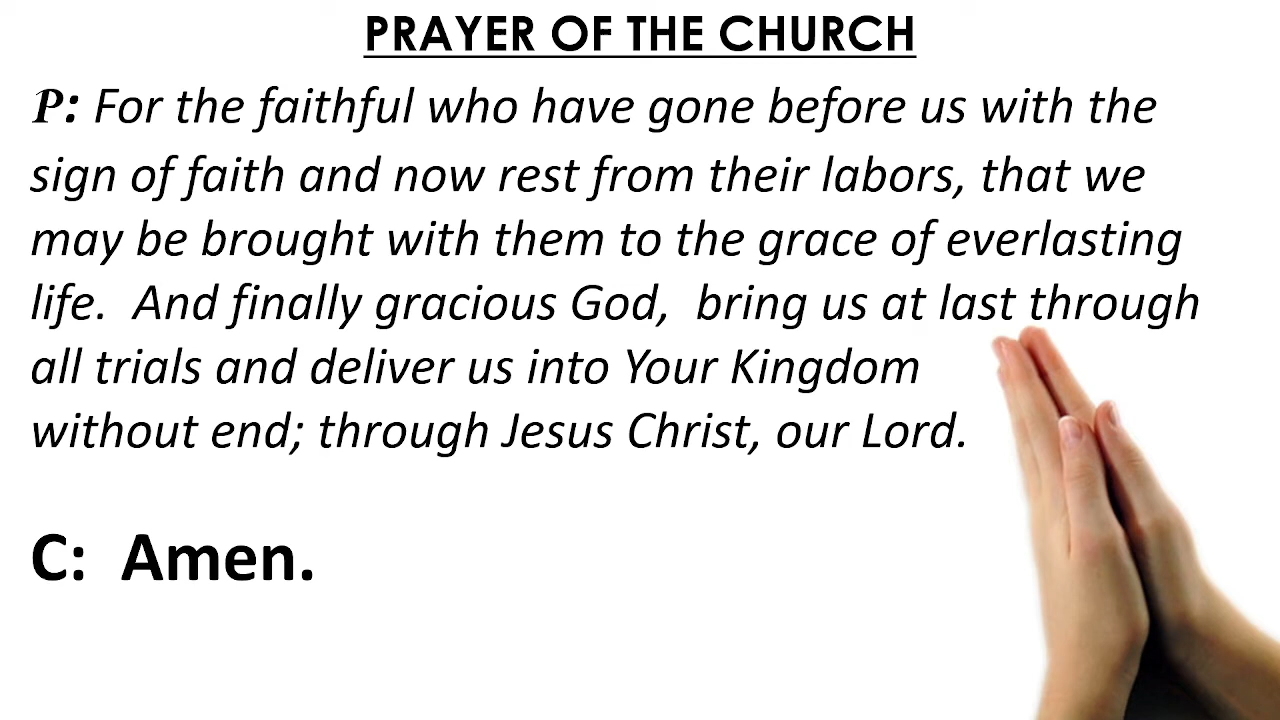 PRAYER OF THE CHURCH
P: For the faithful who have gone before us with the
sign of faith and now rest from their labors, that we
may be brought with them to the grace of everlasting
life.  And finally gracious God,  bring us at last through
all trials and deliver us into Your Kingdom
without end; through Jesus Christ, our Lord.
C:  Amen.